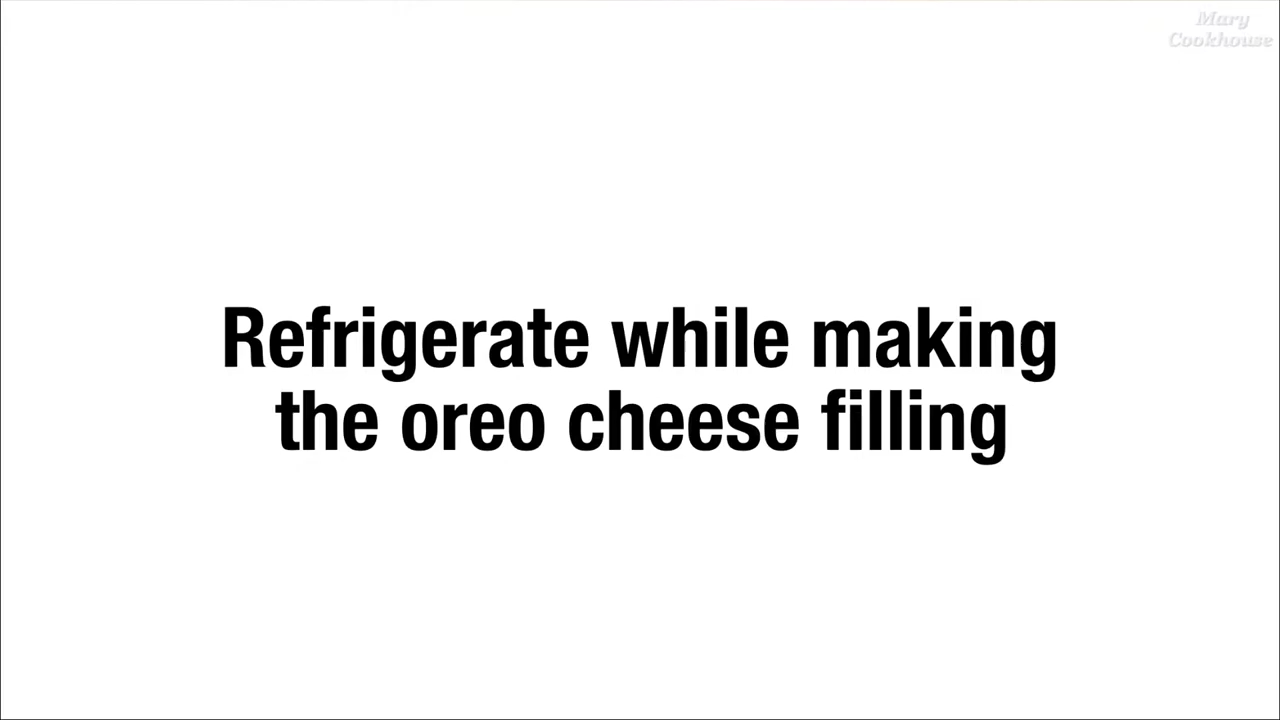 Mary
Cookhouse
Refrigerate while making
the oreo cheese filling